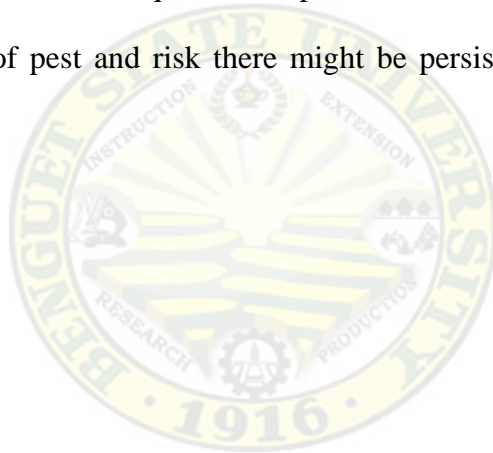 of pest and risk there might be persis
BENGUET STATE UNIVERSITY
INSTRUCTION
EXTENSION
RESEARCH
PRODUCTION
· 1916 ·